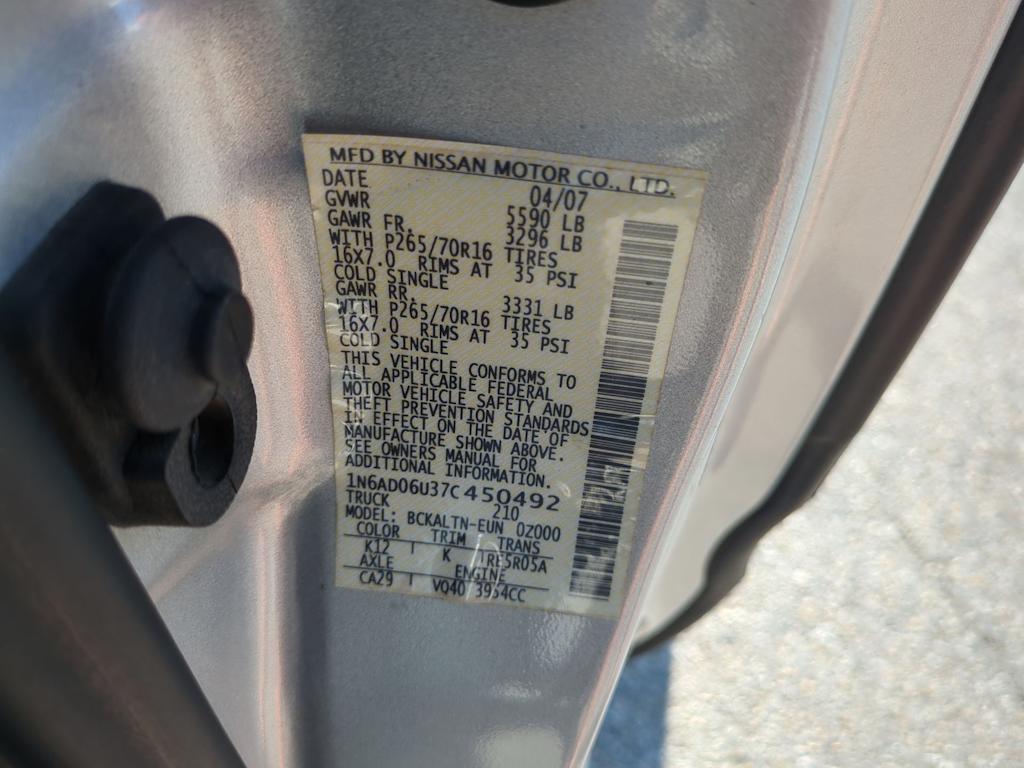 MFD BY NISSAN MOTOR CO., LTD.
DATE 04/07
GVWR 5590 LB
GAWR FR. 3296 LB
WITH P265/70R16 TIRES
16X7.0 RIMS AT 35 PSI
COLD SINGLE
GAWR RR. 3331 LB
WITH P265/70R16 TIRES
16X7.0 RIMS AT 35 PSI
COLD SINGLE
THIS VEHICLE CONFORMS TO
ALL APPLICABLE FEDERAL
MOTOR VEHICLE SAFETY AND
THEFT PREVENTION STANDARDS
IN EFFECT ON THE DATE OF
MANUFACTURE SHOWN ABOVE.
SEE OWNERS MANUAL FOR
ADDITIONAL INFORMATION.
1N6AD06U37C450492
TRUCK 210
MODEL: BCKALTN-EUN 0Z000
COLOR TRIM TRANS
K12 K TRE5R05A
AXLE ENGINE
CA29 VQ40 3954CC